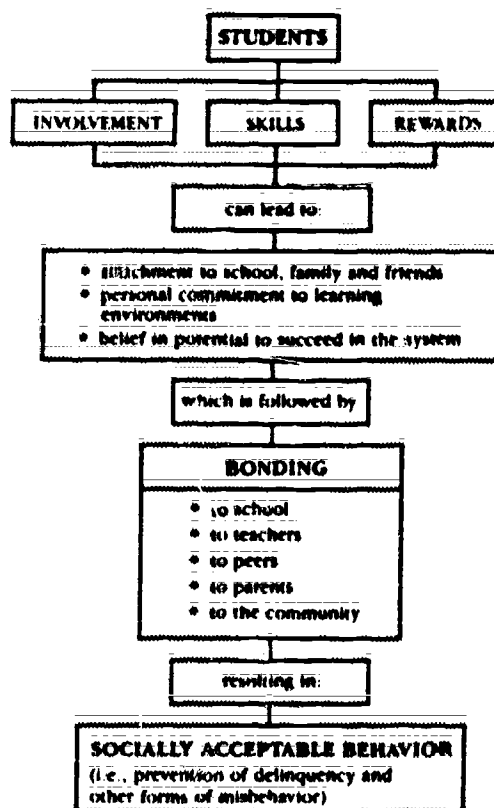 STUDENTS
INVOLVEMENT
SKILLS
REWARDS
can lead to:
• attachment to school, family and friends
• personal commitment to learning
environments
• belief in potential to succeed in the system
which is followed by
BONDING
• to school
• to teachers
• to peers
• to parents
• to the community
resulting in:
SOCIALLY ACCEPTABLE BEHAVIOR
(i.e., prevention of delinquency and
other forms of misbehavior)